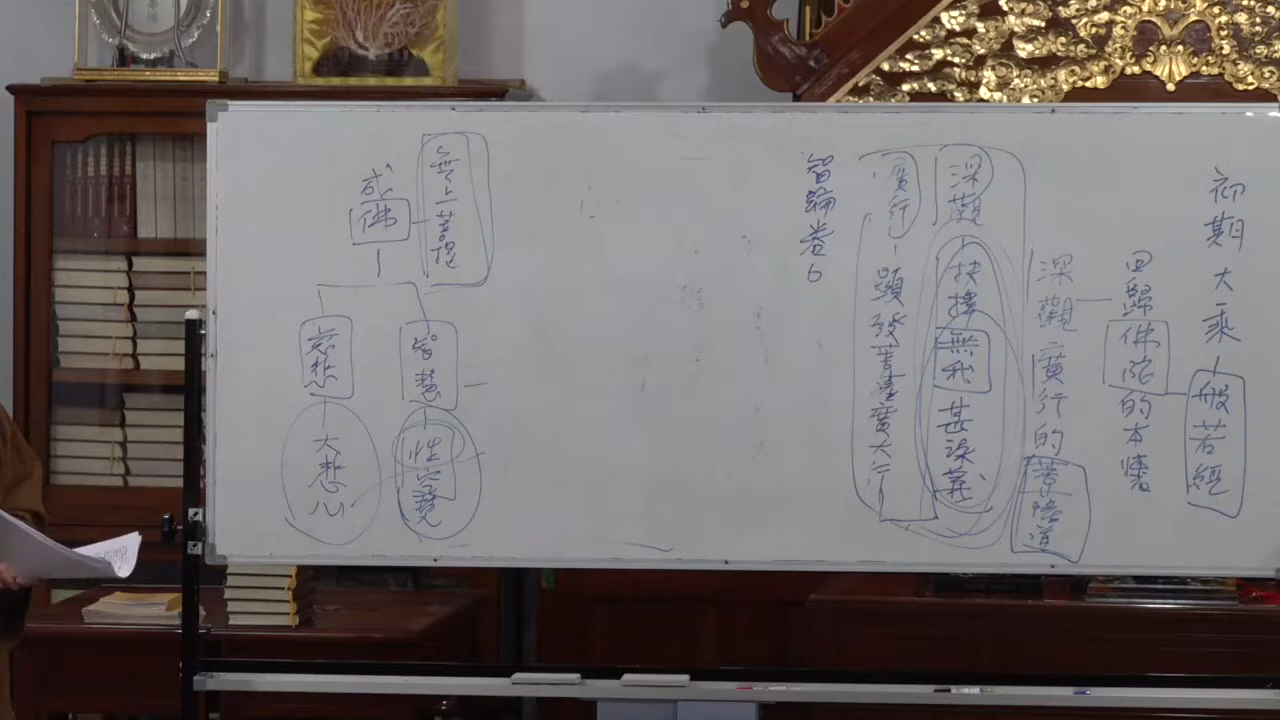 初期大乘－般若經
回歸佛陀的本懷
深觀廣行的菩薩道
深觀－抉擇無我甚深義
廣行－顯發菩薩廣大行
智論卷6
無上菩提
成佛
智慧－性空慧
慈悲－大悲心